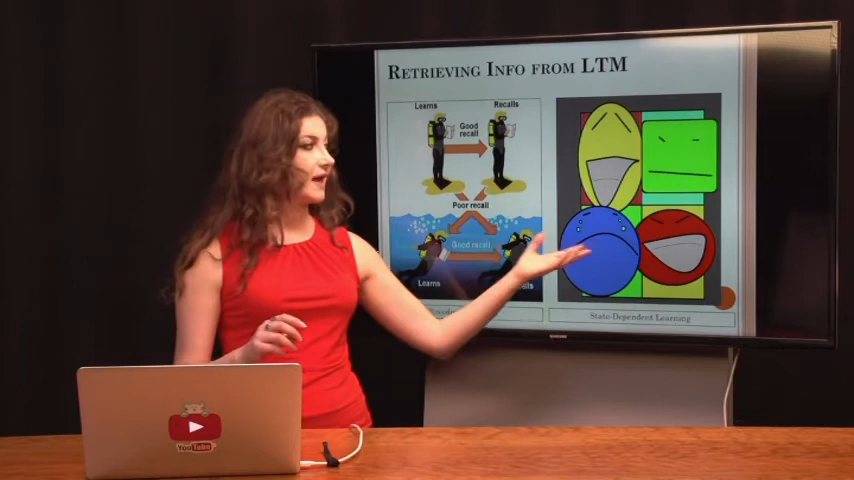 RETRIEVING INFO FROM LTM
Learns
Recalls
Good
recall
Poor recall
Good recall
Learns
State-Dependent Learning
YouTube